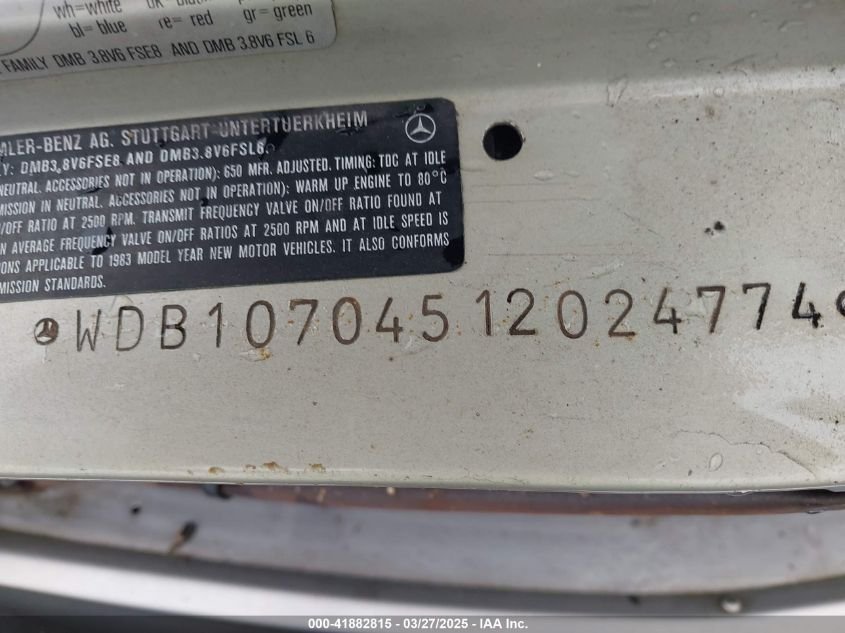 wh=white
bl=blue re=red gr=green
FAMILY DMB 3.8V6 FSE8 AND DMB 3.8V6 FSL 6
MLER-BENZ AG. STUTTGART-UNTERTUERKHEIM
Y: DMB3.8V6FSE8 AND DMB3.8V6FSL6
NEUTRAL. ACCESSORIES NOT IN OPERATION): 650 MFR. ADJUSTED. TIMING: TDC AT IDLE
MISSION IN NEUTRAL. ACCESSORIES NOT IN OPERATION): WARM UP ENGINE TO 80°C
/OFF RATIO AT 2500 RPM. TRANSMIT FREQUENCY VALVE ON/OFF RATIO FOUND AT
N AVERAGE FREQUENCY VALVE ON/OFF RATIOS AT 2500 RPM AND AT IDLE SPEED IS
ONS APPLICABLE TO 1983 MODEL YEAR NEW MOTOR VEHICLES. IT ALSO CONFORMS
MISSION STANDARDS.
WDB10704512024774
000-41882815 - 03/27/2025 - IAA Inc.